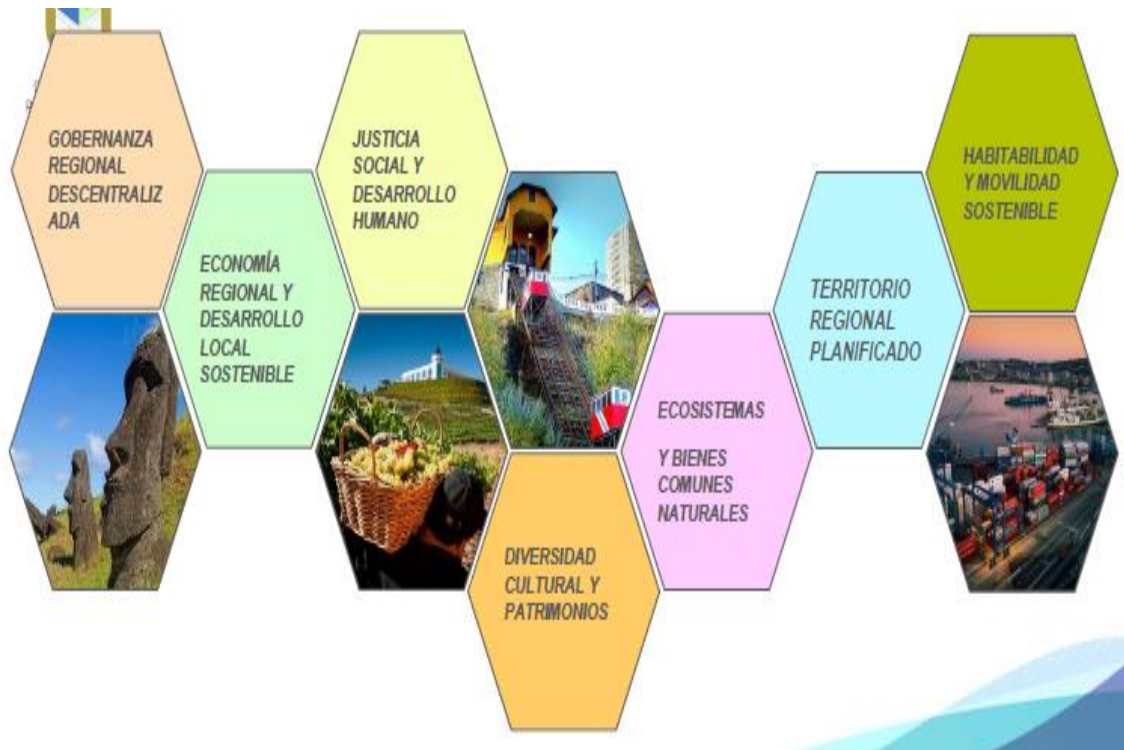 GOBERNANZA
REGIONAL
DESCENTRALIZ
ADA
ECONOMÍA
REGIONAL Y
DESARROLLO
LOCAL
SOSTENIBLE
JUSTICIA
SOCIAL Y
DESARROLLO
HUMANO
DIVERSIDAD
CULTURAL Y
PATRIMONIOS
ECOSISTEMAS
Y BIENES
COMUNES
NATURALES
TERRITORIO
REGIONAL
PLANIFICADO
HABITABILIDAD
Y MOVILIDAD
SOSTENIBLE